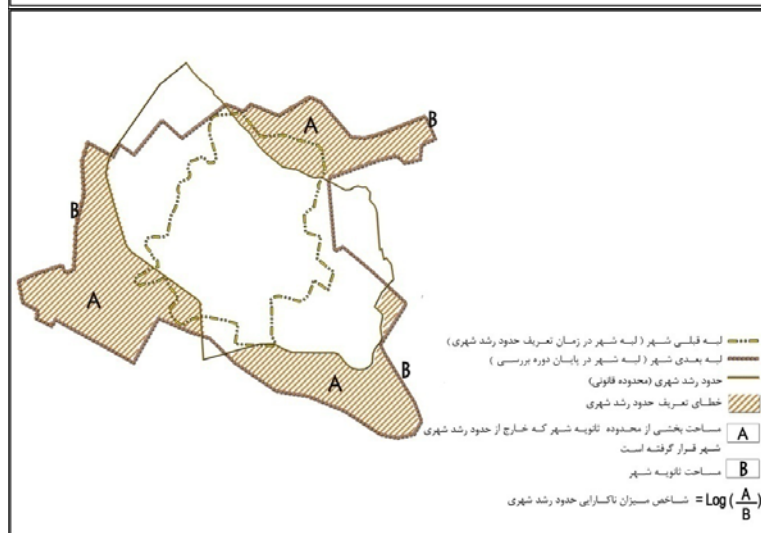 A
B
B
A
B
A
لبه قبلی شهر ( لبه شهر در زمان تعریف حدود رشد شهری )
لبه بعدی شهر ( لبه شهر در پایان دوره بررسی )
حدود رشد شهری (محدوده قانونی)
خطای تعریف حدود رشد شهری
A مساحت بخشی از محدوده ثانویه شهر که خارج از حدود رشد شهری
شهر قرار گرفته است
B مساحت ثانویه شهر
شاخص میزان ناکارایی حدود رشد شهری = Log (A/B)